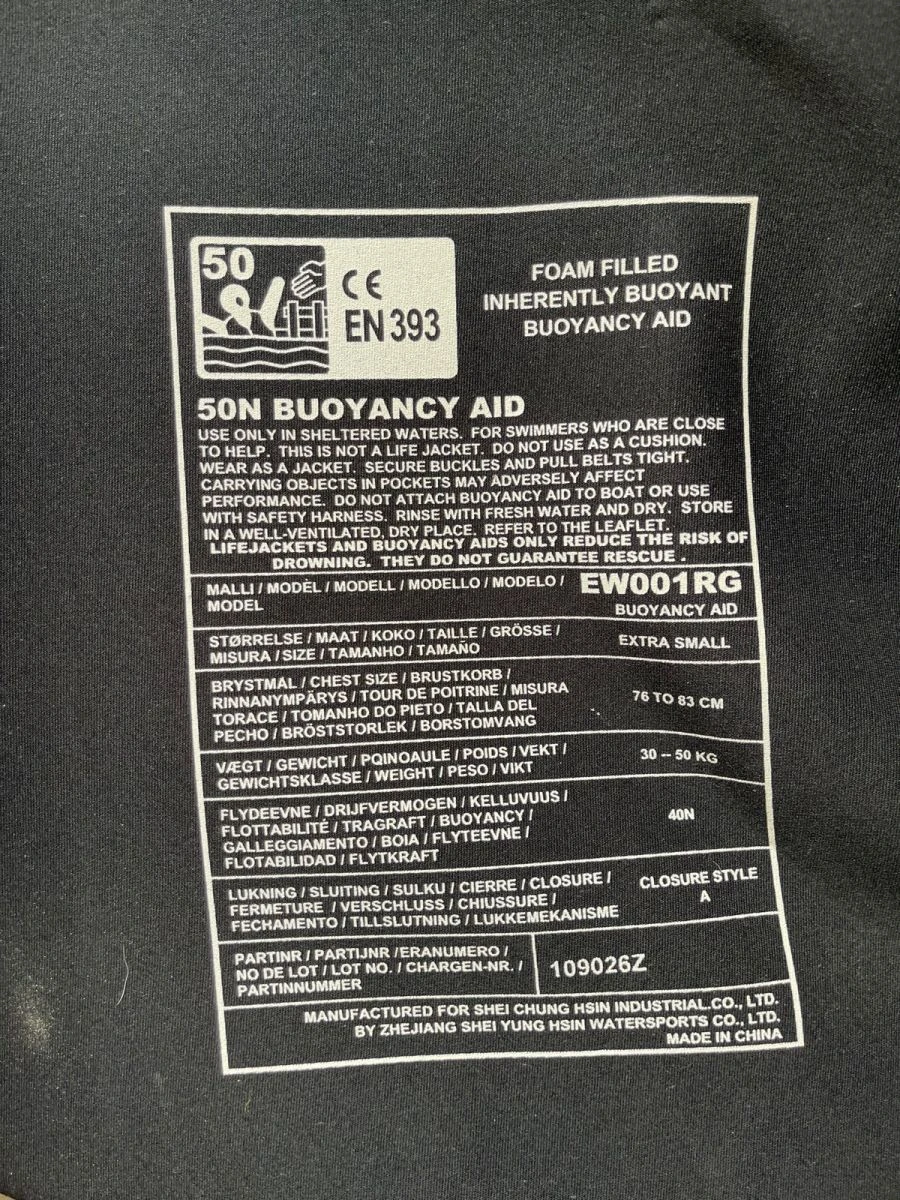 50
CE
EN 393
FOAM FILLED
INHERENTLY BUOYANT
BUOYANCY AID
50N BUOYANCY AID
USE ONLY IN SHELTERED WATERS. FOR SWIMMERS WHO ARE CLOSE
TO HELP. THIS IS NOT A LIFE JACKET. DO NOT USE AS A CUSHION.
WEAR AS A JACKET. SECURE BUCKLES AND PULL BELTS TIGHT.
CARRYING OBJECTS IN POCKETS MAY ADVERSELY AFFECT
PERFORMANCE. DO NOT ATTACH BUOYANCY AID TO BOAT OR USE
WITH SAFETY HARNESS. RINSE WITH FRESH WATER AND DRY. STORE
IN A WELL-VENTILATED, DRY PLACE. REFER TO THE LEAFLET.
LIFEJACKETS AND BUOYANCY AIDS ONLY REDUCE THE RISK OF
DROWNING. THEY DO NOT GUARANTEE RESCUE .
MALLI / MODÈL / MODELL / MODELLO / MODELO /
MODEL
EW001RG
BUOYANCY AID
STØRRELSE / MAAT / KOKO / TAILLE / GRÖSSE /
MISURA / SIZE / TAMANHO / TAMAÑO
EXTRA SMALL
BRYSTMAL / CHEST SIZE / BRUSTKORB /
RINNANYMPÄRYS / TOUR DE POITRINE / MISURA
TORACE / TOMANHO DO PIETO / TALLA DEL
PECHO / BRÖSTSTORLEK / BORSTOMVANG
76 TO 83 CM
VÆGT / GEWICHT / PQINOAULE / POIDS / VEKT /
GEWICHTSKLASSE / WEIGHT / PESO / VIKT
30 – 50 KG
FLYDEEVNE / DRIJFVERMOGEN / KELLUVUUS /
FLOTTABILITÉ / TRAGRAFT / BUOYANCY /
GALLEGGIAMENTO / BOIA / FLYTEEVNE /
FLOTABILIDAD / FLYTKRAFT
40N
LUKNING / SLUITING / SULKU / CIERRE / CLOSURE /
FERMETURE / VERSCHLUSS / CHIUSSURE /
FECHAMENTO / TILLSLUTNING / LUKKEMEKANISME
CLOSURE STYLE
A
PARTINR / PARTIJNR /ERANUMERO /
NO DE LOT / LOT NO. / CHARGEN-NR. /
PARTINNUMMER
109026Z
MANUFACTURED FOR SHEI CHUNG HSIN INDUSTRIAL.CO., LTD.
BY ZHEJIANG SHEI YUNG HSIN WATERSPORTS CO., LTD.
MADE IN CHINA